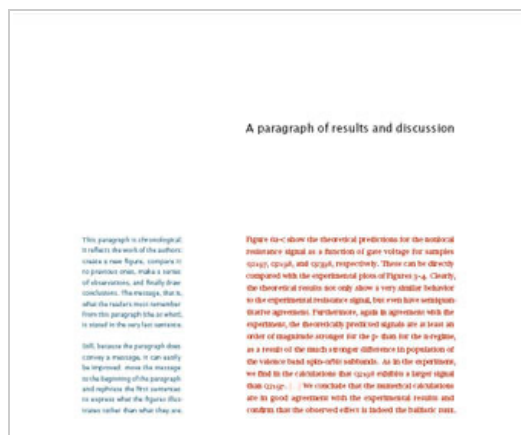 A paragraph of results and discussion
This paragraph is chronological:
it reflects the work of the authors:
create a new figure, compare it
to previous ones, make a series
of observations, and finally draw
conclusions. The message, that is,
what the readers must remember
from this paragraph (the so what),
is stated in the very last sentence.
Still, because the paragraph does
convey a message, it can easily
be improved: move the message
to the beginning of the paragraph
and rephrase the first sentences
to express what the figures illus-
trates rather than what they are.
Figure 6a-c show the theoretical predictions for the nonlocal
resistance signal as a function of gate voltage for samples
and respectively. These can be directly
compared with the experimental plots of Figures 3-4. Clearly,
the theoretical results not only show a very similar behavior
to the experimental resistance signal, but even have semiquan-
titative agreement. Furthermore, again in agreement with the
experiment, the theoretically predicted signals are at least an
order of magnitude stronger for the p- than for the n-regime,
as a result of the much stronger difference in population of
the valence band spin-orbit subbands. As in the experiment,
we find in the calculations that exhibits a larger signal
than We conclude that the numerical calculations
are in good agreement with the experimental results and
confirm that the observed effect is indeed the ballistic